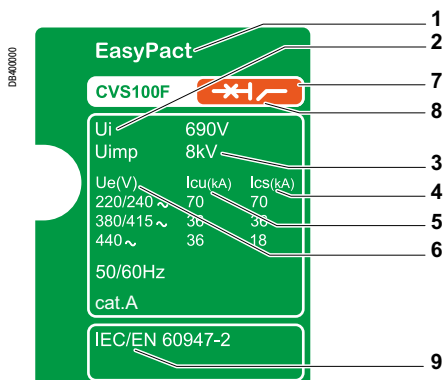 DB400000
EasyPact
1
2
CVS100F
7
8
Ui 690V
Uimp 8kV
3
Ue(V) Icu(kA) Ics(kA)
4
220/240 ~ 70 70
5
380/415 ~ 36 36
440 ~ 36 18
6
50/60Hz
cat.A
IEC/EN 60947-2
9